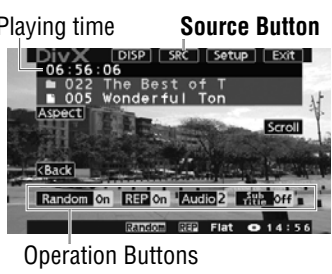 Playing time
Source Button
DivX DISP SRC Setup Exit
06:56:06
022 The Best of T
005 Wonderful Ton
Aspect
Scroll
<Back
Random On REP On Audio 2 Sub Title Off
Random REP Flat 14:56
Operation Buttons